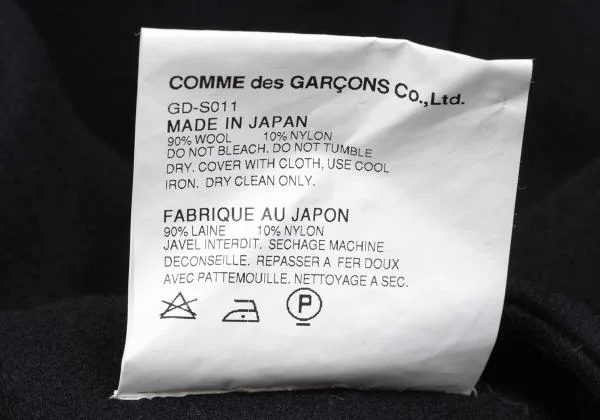 COMME des GARÇONS Co.,Ltd.
GD-S011
MADE IN JAPAN
90% WOOL 10% NYLON
DO NOT BLEACH. DO NOT TUMBLE
DRY. COVER WITH CLOTH, USE COOL
IRON. DRY CLEAN ONLY.
FABRIQUE AU JAPON
90% LAINE 10% NYLON
JAVEL INTERDIT. SECHAGE MACHINE
DECONSEILLE. REPASSER A FER DOUX
AVEC PATTEMOUILLE. NETTOYAGE A SEC.
P